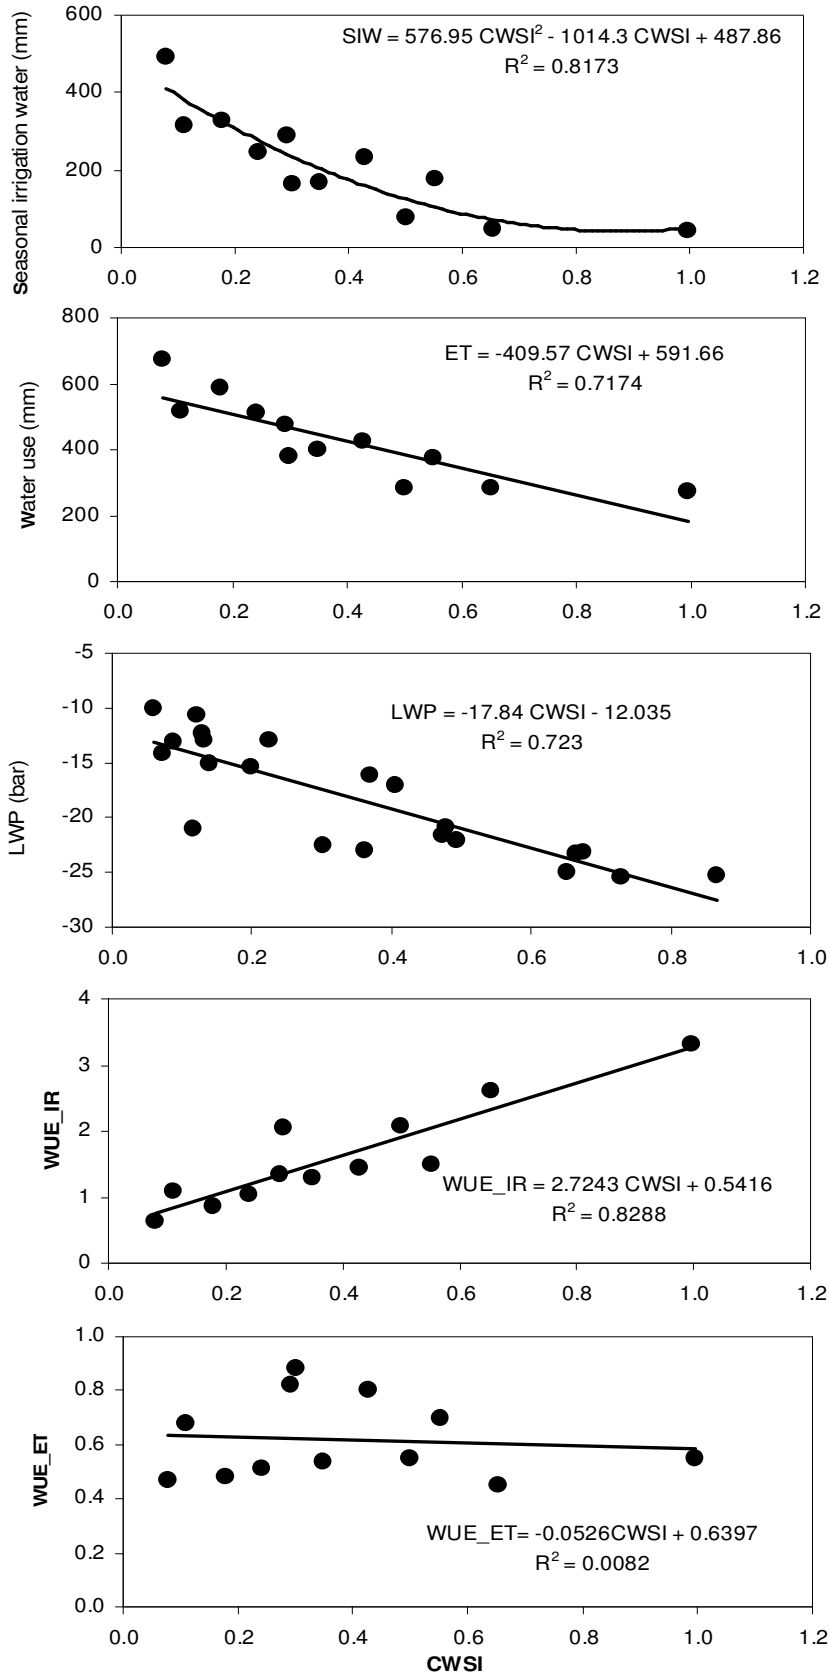 Seasonal irrigation water (mm)
600
400
200
0
SIW = 576.95 CWSI² - 1014.3 CWSI + 487.86
R² = 0.8173
0.0 0.2 0.4 0.6 0.8 1.0 1.2
Water use (mm)
800
600
400
200
0
ET = -409.57 CWSI + 591.66
R² = 0.7174
0.0 0.2 0.4 0.6 0.8 1.0 1.2
LWP (bar)
-5
-10
-15
-20
-25
-30
LWP = -17.84 CWSI - 12.035
R² = 0.723
0.0 0.2 0.4 0.6 0.8 1.0
WUE_IR
4
3
2
1
0
WUE_IR = 2.7243 CWSI + 0.5416
R² = 0.8288
0.0 0.2 0.4 0.6 0.8 1.0 1.2
WUE_ET
1.0
0.8
0.6
0.4
0.2
0.0
WUE_ET= -0.0526CWSI + 0.6397
R² = 0.0082
0.0 0.2 0.4 0.6 0.8 1.0 1.2
CWSI